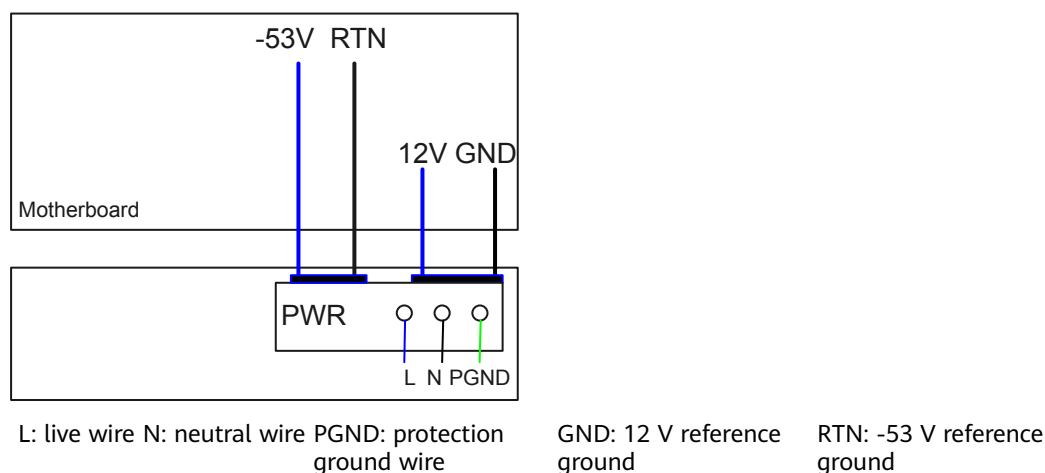 -53V RTN
12V GND
Motherboard
PWR
L N PGND
L: live wire N: neutral wire PGND: protection ground wire
GND: 12 V reference ground
RTN: -53 V reference ground